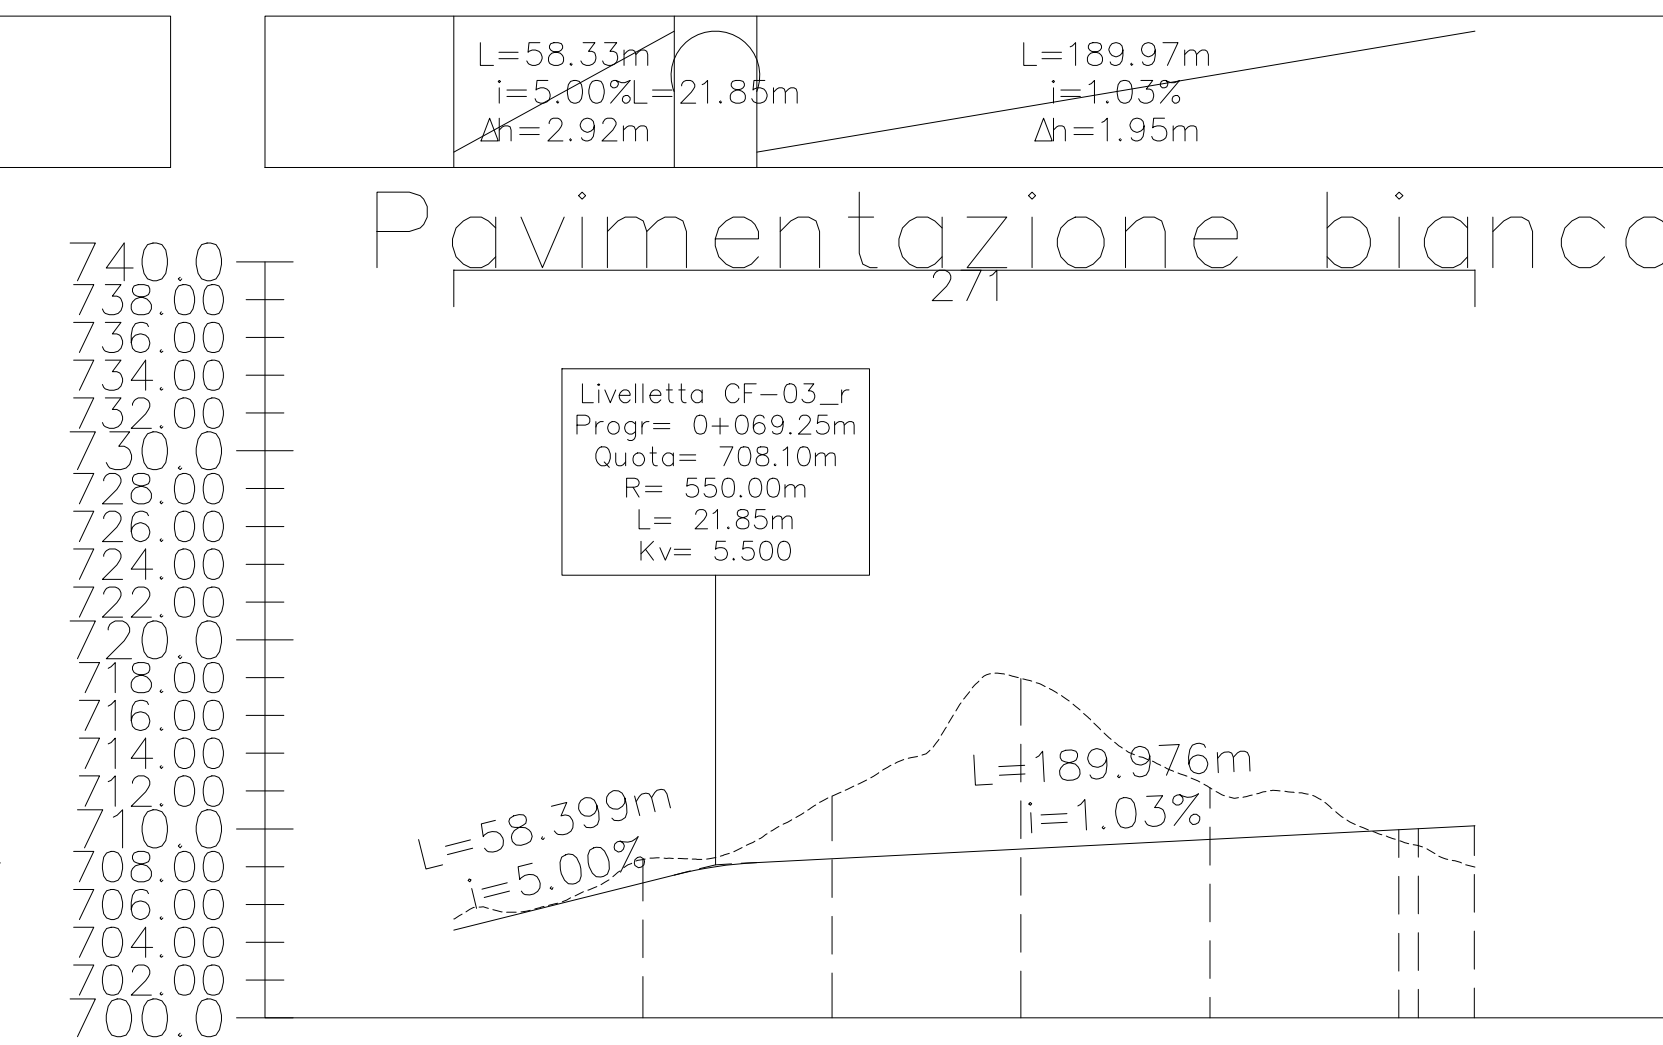 L=58.33m
i=5.00%
Δh=2.92m
L=21.85m
L=189.97m
i=1.03%
Δh=1.95m
Pavimentazione bianco
271
740.0
738.00
736.00
734.00
732.00
730.0
728.00
726.00
724.00
722.00
720.0
718.00
716.00
714.00
712.00
710.0
708.00
706.00
704.00
702.00
700.0
Livelletta CF-03_r
Progr= 0+069.25m
Quota= 708.10m
R= 550.00m
L= 21.85m
Kv= 5.500
L=58.399m
i=5.00%
L=189.976m
i=1.03%